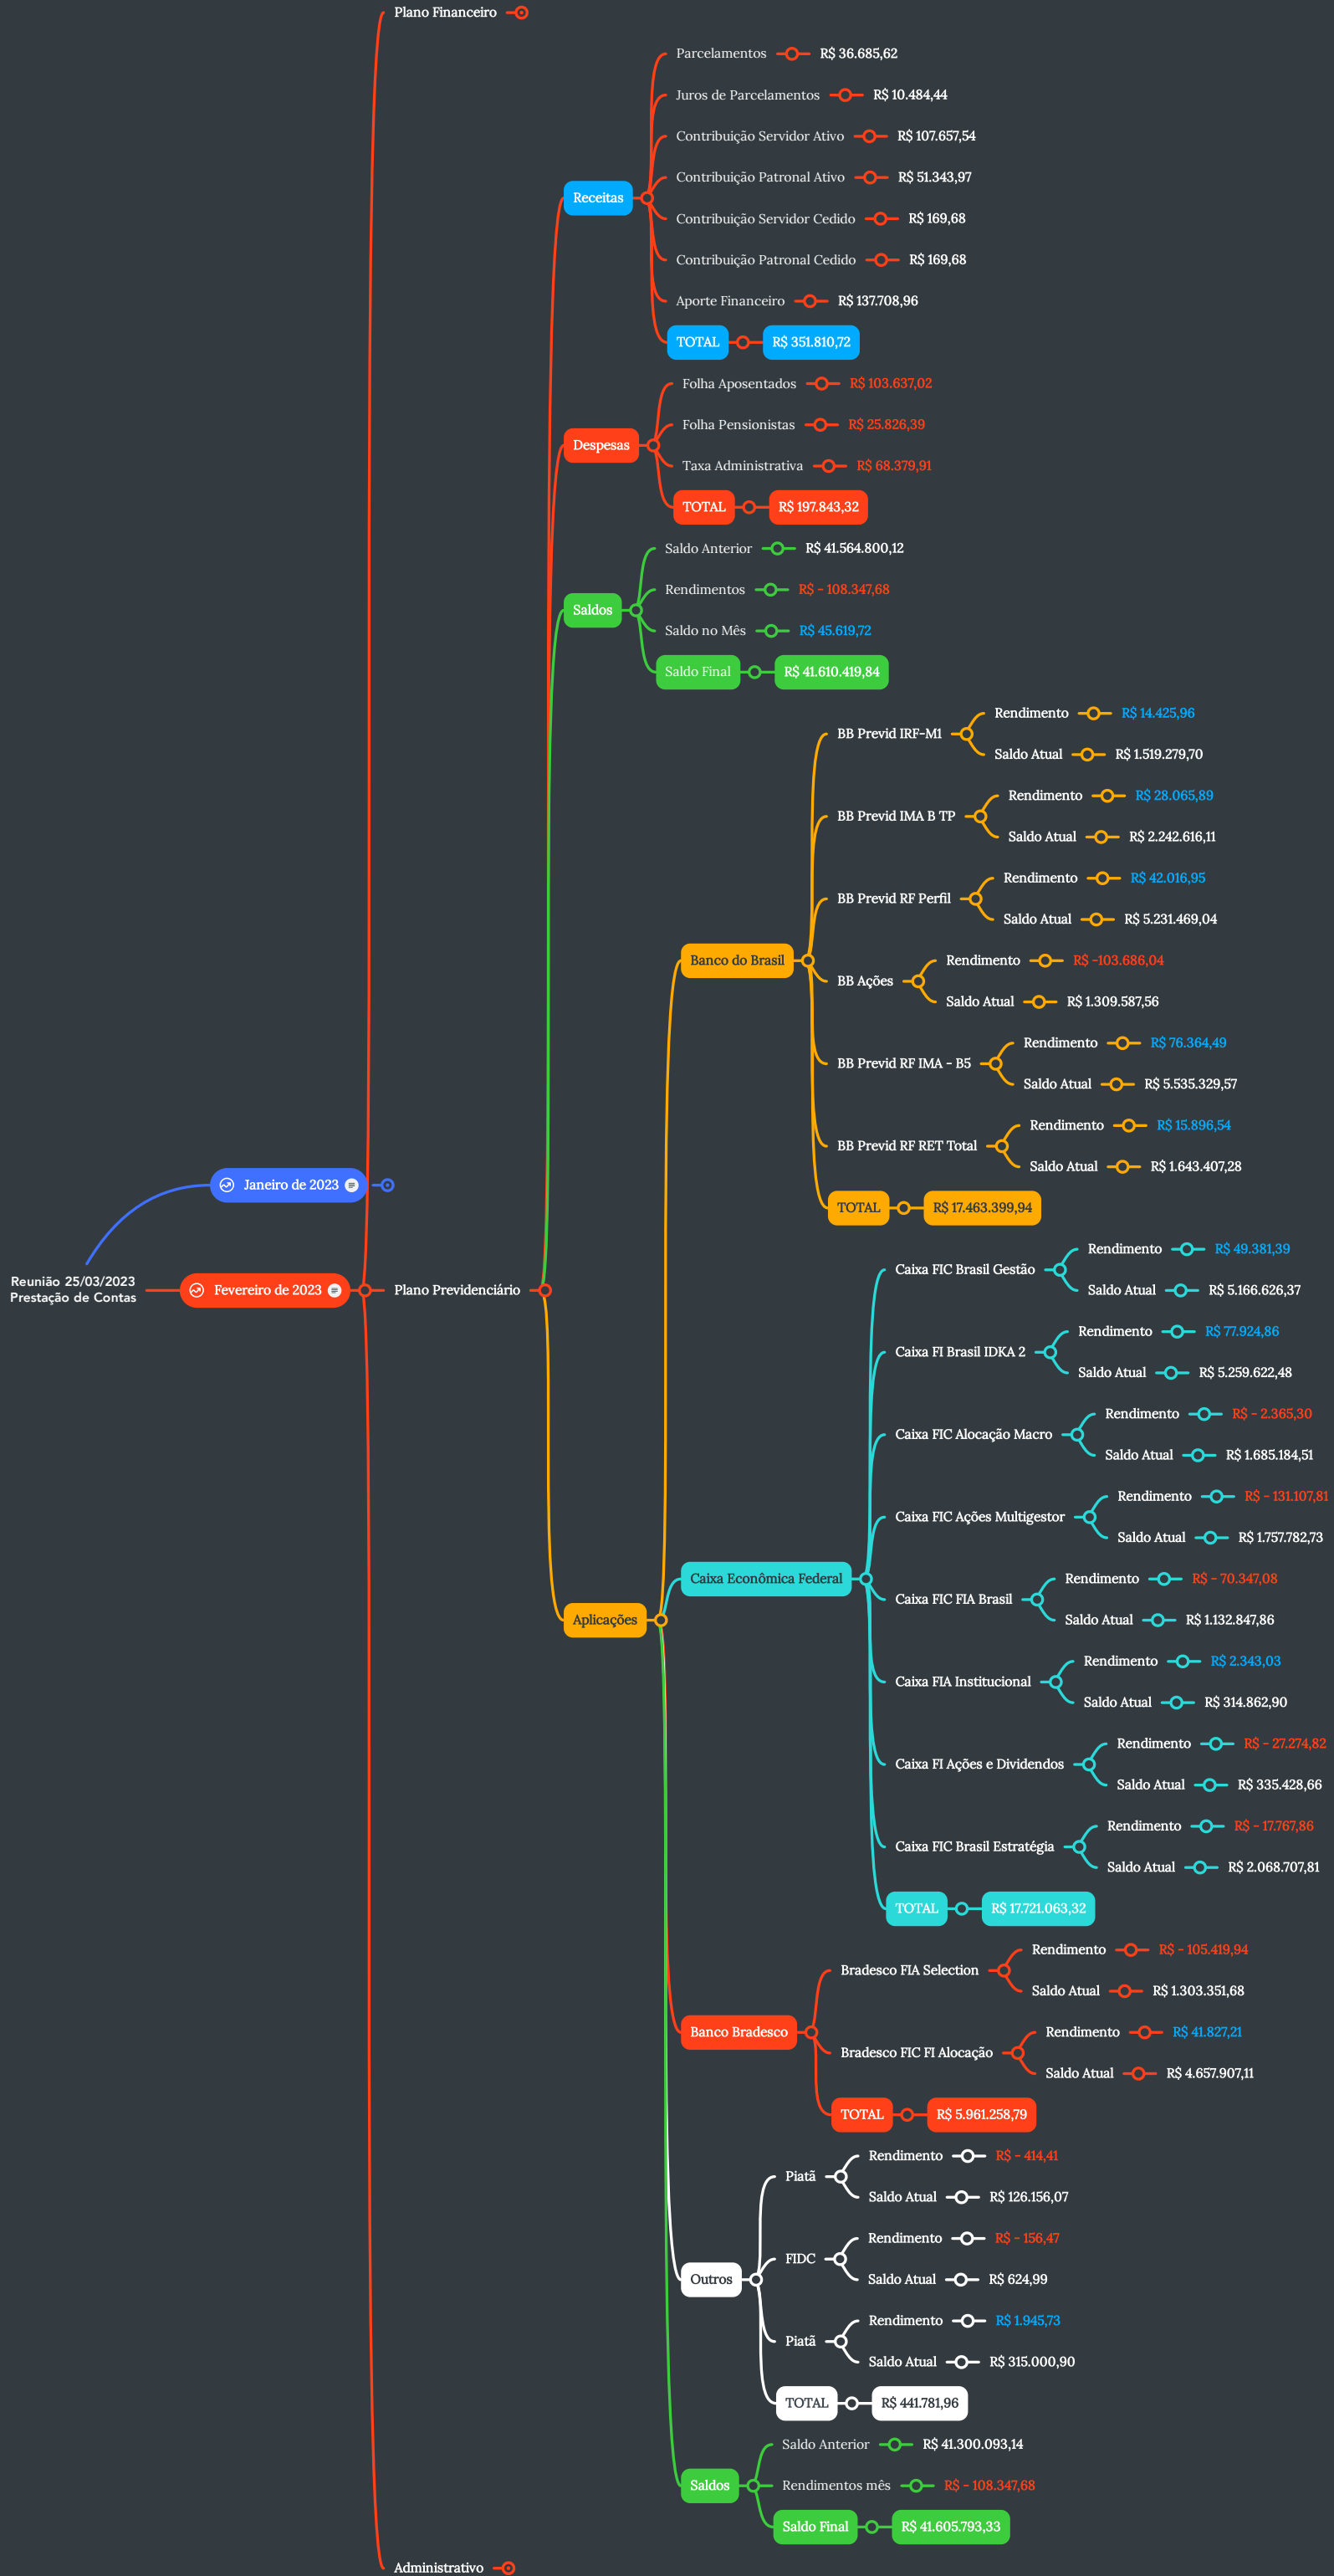 Plano Financeiro
Parcelamentos R$ 36.685,62
Juros de Parcelamentos R$ 10.484,44
Contribuição Servidor Ativo R$ 107.657,54
Contribuição Patronal Ativo R$ 51.343,97
Receitas
Contribuição Servidor Cedido R$ 169,68
Contribuição Patronal Cedido R$ 169,68
Aporte Financeiro R$ 137.708,96
TOTAL R$ 351.810,72
Folha Aposentados R$ 103.637,02
Folha Pensionistas R$ 25.826,39
Despesas
Taxa Administrativa R$ 68.379,91
TOTAL R$ 197.843,32
Saldo Anterior R$ 41.564.800,12
Rendimentos R$ - 108.347,68
Saldos
Saldo no Mês R$ 45.619,72
Saldo Final R$ 41.610.419,84
Rendimento R$ 14.425,96
BB Previd IRF-M1
Saldo Atual R$ 1.519.279,70
Rendimento R$ 28.065,89
BB Previd IMA B TP
Saldo Atual R$ 2.242.616,11
Rendimento R$ 42.016,95
BB Previd RF Perfil
Saldo Atual R$ 5.231.469,04
Banco do Brasil
Rendimento R$ -103.686,04
BB Ações
Saldo Atual R$ 1.309.587,56
Rendimento R$ 76.364,49
BB Previd RF IMA - B5
Saldo Atual R$ 5.535.329,57
Rendimento R$ 15.896,54
BB Previd RF RET Total
Saldo Atual R$ 1.643.407,28
Janeiro de 2023
TOTAL R$ 17.463.399,94
Reunião 25/03/2023
Prestação de Contas
Fevereiro de 2023
Plano Previdenciário
Rendimento R$ 49.381,39
Caixa FIC Brasil Gestão
Saldo Atual R$ 5.166.626,37
Rendimento R$ 77.924,86
Caixa FI Brasil IDKA 2
Saldo Atual R$ 5.259.622,48
Rendimento R$ - 2.365,30
Caixa FIC Alocação Macro
Saldo Atual R$ 1.685.184,51
Rendimento R$ - 131.107,81
Caixa FIC Ações Multigestor
Saldo Atual R$ 1.757.782,73
Caixa Econômica Federal
Rendimento R$ - 70.347,08
Caixa FIC FIA Brasil
Saldo Atual R$ 1.132.847,86
Aplicações
Rendimento R$ 2.343,03
Caixa FIA Institucional
Saldo Atual R$ 314.862,90
Rendimento R$ - 27.274,82
Caixa FI Ações e Dividendos
Saldo Atual R$ 335.428,66
Rendimento R$ - 17.767,86
Caixa FIC Brasil Estratégia
Saldo Atual R$ 2.068.707,81
TOTAL R$ 17.721.063,32
Rendimento R$ - 105.419,94
Bradesco FIA Selection
Saldo Atual R$ 1.303.351,68
Banco Bradesco
Rendimento R$ 41.827,21
Bradesco FIC FI Alocação
Saldo Atual R$ 4.657.907,11
TOTAL R$ 5.961.258,79
Rendimento R$ - 414,41
Piatã
Saldo Atual R$ 126.156,07
Rendimento R$ - 156,47
FIDC
Saldo Atual R$ 624,99
Outros
Rendimento R$ 1.945,73
Piatã
Saldo Atual R$ 315.000,90
TOTAL R$ 441.781,96
Saldo Anterior R$ 41.300.093,14
Saldos
Rendimentos mês R$ - 108.347,68
Saldo Final R$ 41.605.793,33
Administrativo